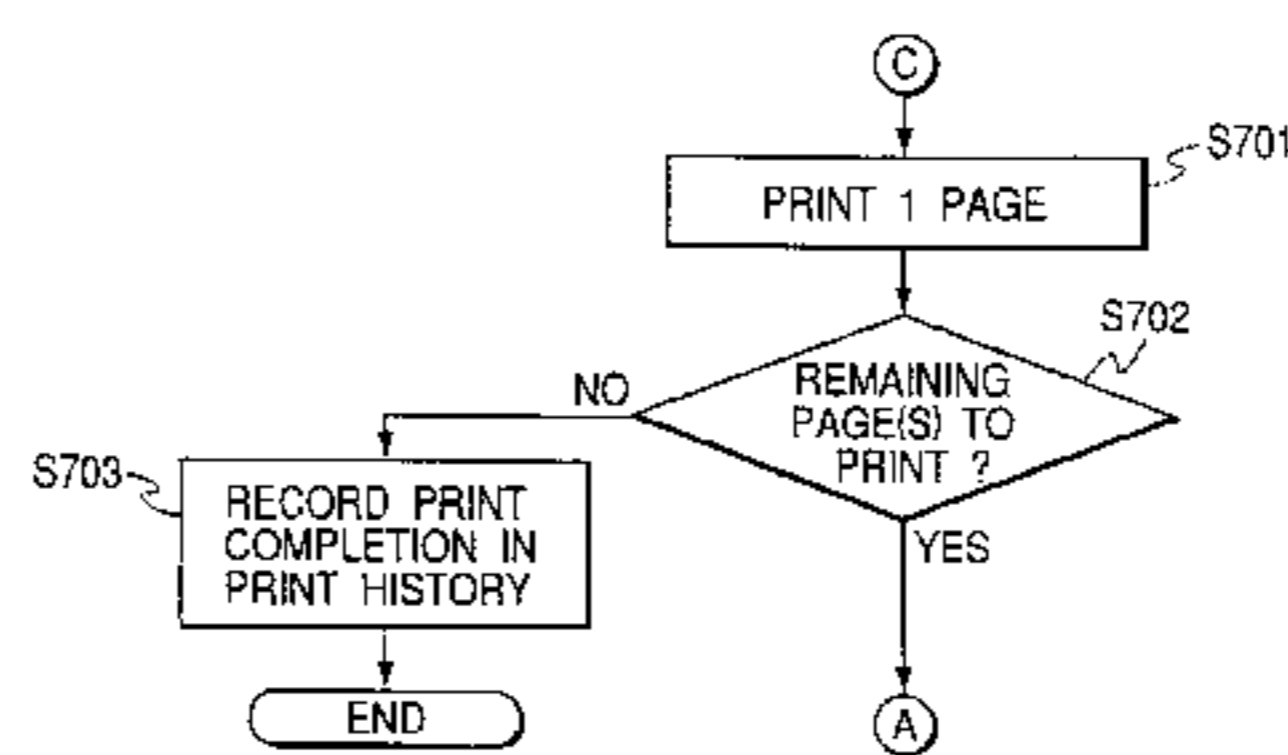 C
S701
PRINT 1 PAGE
S702
REMAINING
PAGE(S) TO
PRINT ?
NO
YES
S703
RECORD PRINT
COMPLETION IN
PRINT HISTORY
END
A